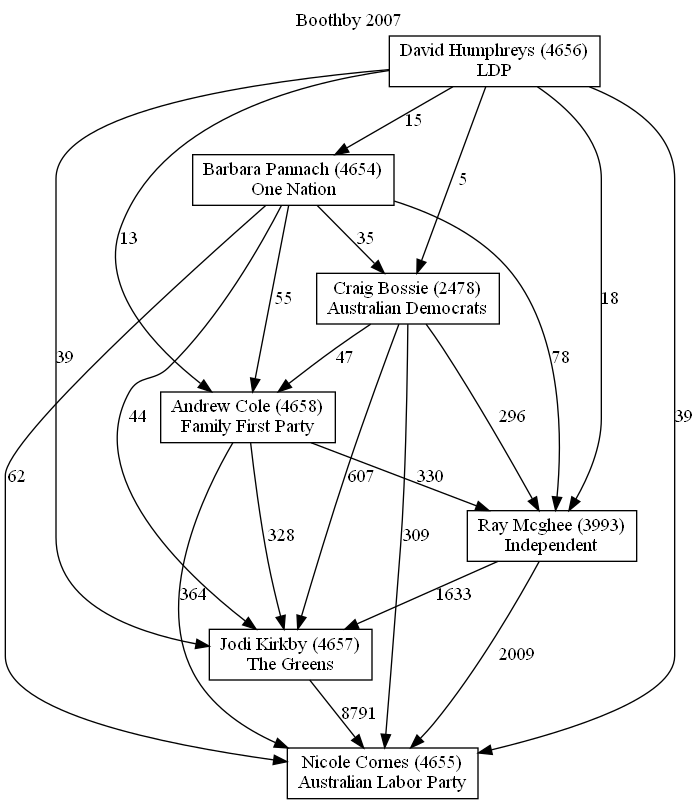 Boothby 2007
David Humphreys (4656)
LDP
15
Barbara Pannach (4654)
One Nation
5
13
35
55
18
Craig Bossie (2478)
Australian Democrats
39
47
78
44
Andrew Cole (4658)
Family First Party
296
39
62
607
330
328
309
Ray Mcghee (3993)
Independent
364
1633
Jodi Kirkby (4657)
The Greens
2009
8791
Nicole Cornes (4655)
Australian Labor Party